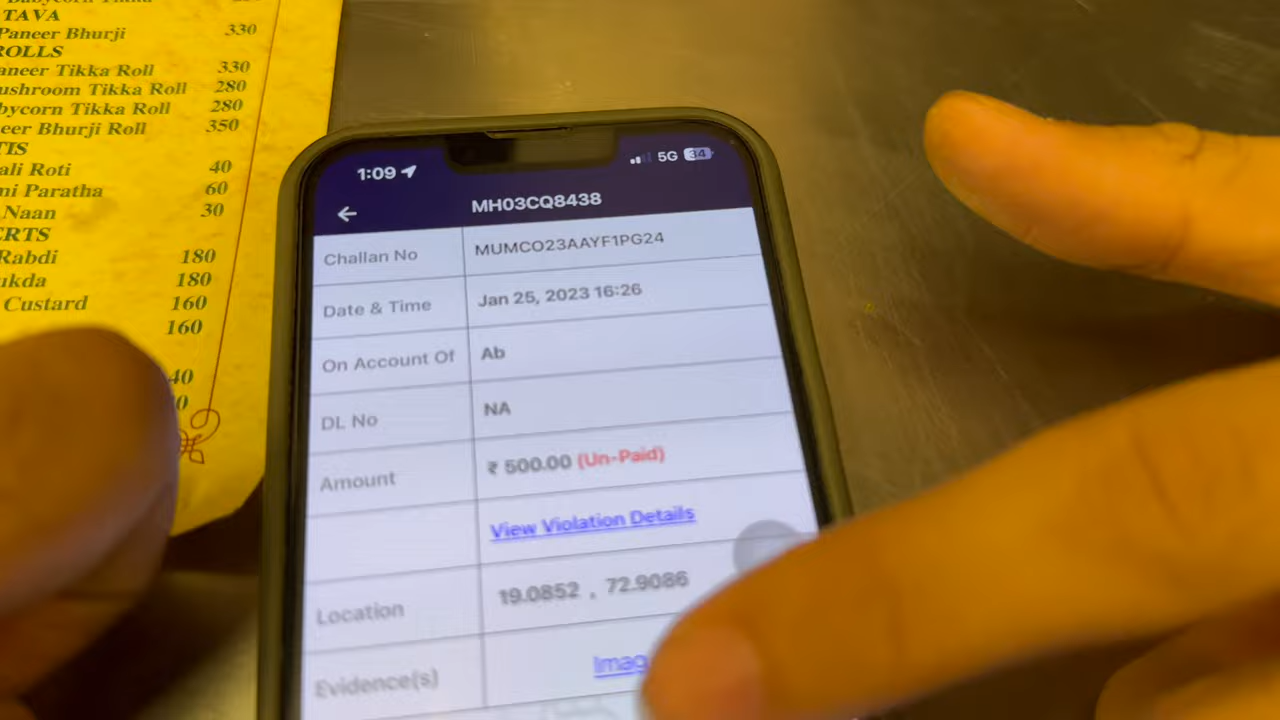 TAVA
Paneer Bhurji 330
ROLLS
aneer Tikka Roll 330
ushroom Tikka Roll 280
bycorn Tikka Roll 280
eer Bhurji Roll 350
TIS
ali Roti 40
ni Paratha 60
Naan 30
ERTS
Rabdi 180
ukda 180
Custard 160
160
40
1:09 5G 34
MH03CQ8438
Challan No MUMCO23AAYF1PG24
Date & Time Jan 25, 2023 16:26
On Account Of Ab
DL No NA
Amount ₹ 500.00 (Un-Paid)
View Violation Details
Location 19.0852 , 72.9086
Evidence(s) Imag